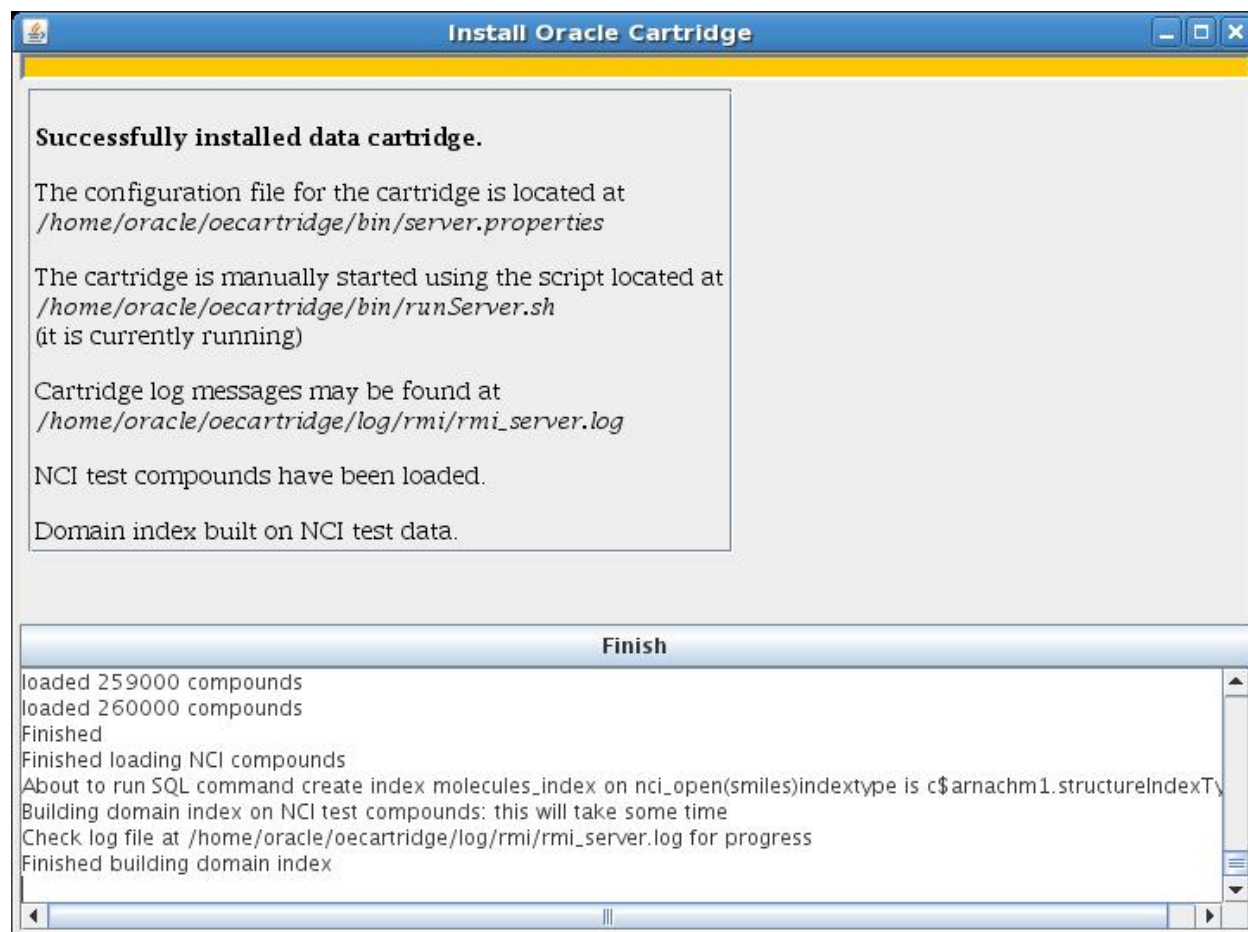 Install Oracle Cartridge
Successfully installed data cartridge.
The configuration file for the cartridge is located at
/home/oracle/oecartridge/bin/server.properties
The cartridge is manually started using the script located at
/home/oracle/oecartridge/bin/runServer.sh
(it is currently running)
Cartridge log messages may be found at
/home/oracle/oecartridge/log/rmi/rmi_server.log
NCI test compounds have been loaded.
Domain index built on NCI test data.
Finish
loaded 259000 compounds
loaded 260000 compounds
Finished
Finished loading NCI compounds
About to run SQL command create index molecules_index on nci_open(smiles)indextype is c$arnachm1.structureIndexTy
Building domain index on NCI test compounds: this will take some time
Check log file at /home/oracle/oecartridge/log/rmi/rmi_server.log for progress
Finished building domain index